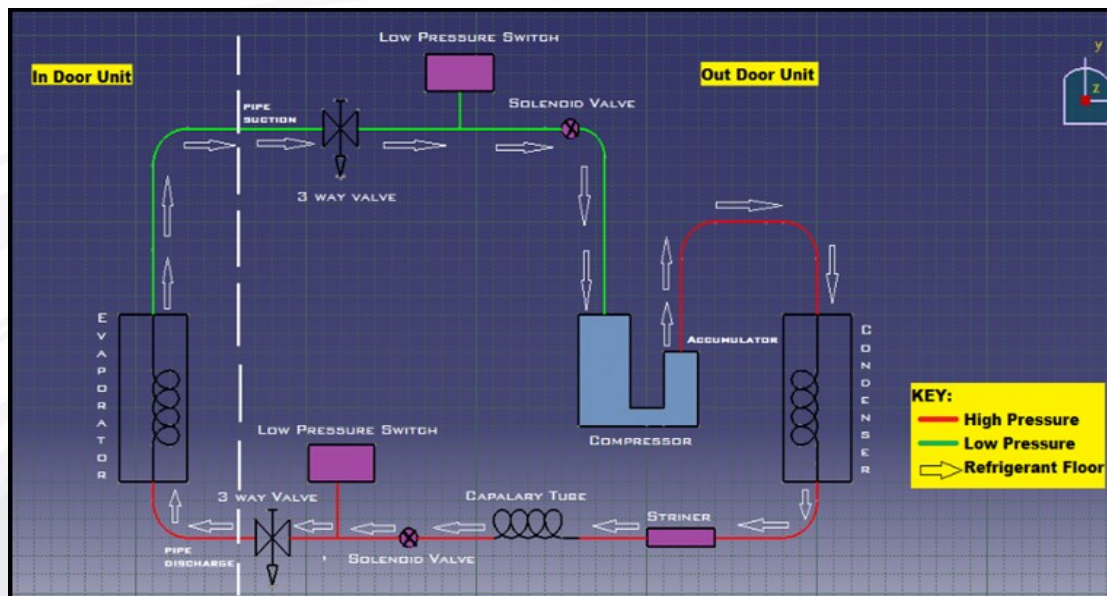 LOW PRESSURE SWITCH
In Door Unit
Out Door Unit
y
z
SOLENOID VALVE
PIPE
SUCTION
3 WAY VALVE
EVAPORATOR
ACCUMULATOR
CONDENSER
COMPRESSOR
KEY:
High Pressure
Low Pressure
Refrigerant Floor
LOW PRESSURE SWITCH
3 WAY VALVE
CAPALARY TUBE
STRINER
SOLENOID VALVE
PIPE
DISCHARGE